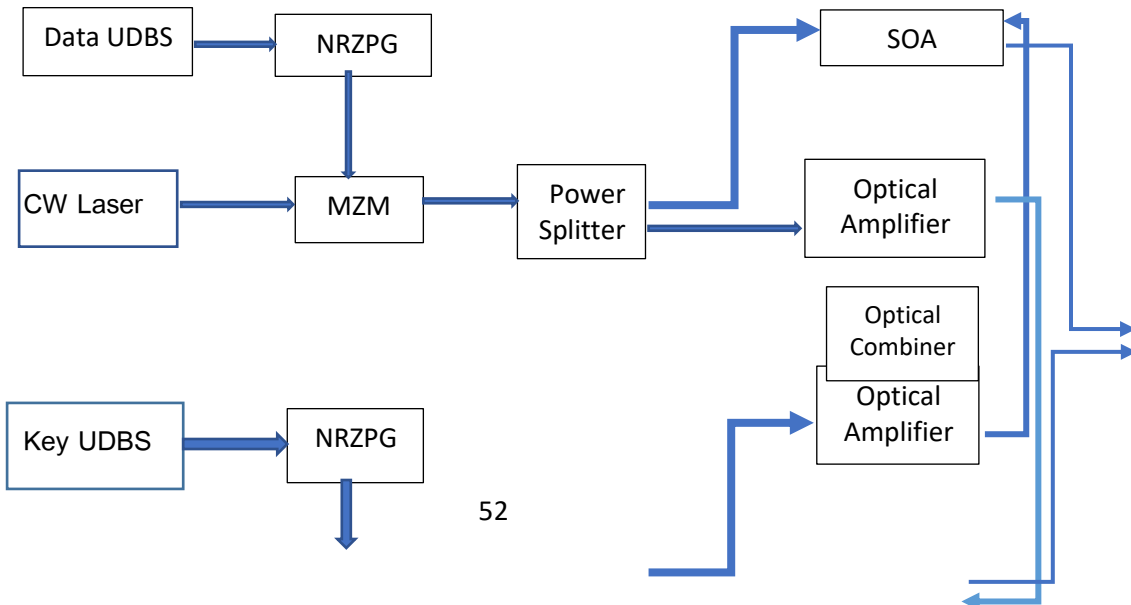 Data UDBS
NRZPG
SOA
CW Laser
MZM
Power
Splitter
Optical
Amplifier
Optical
Combiner
Optical
Amplifier
Key UDBS
NRZPG
52